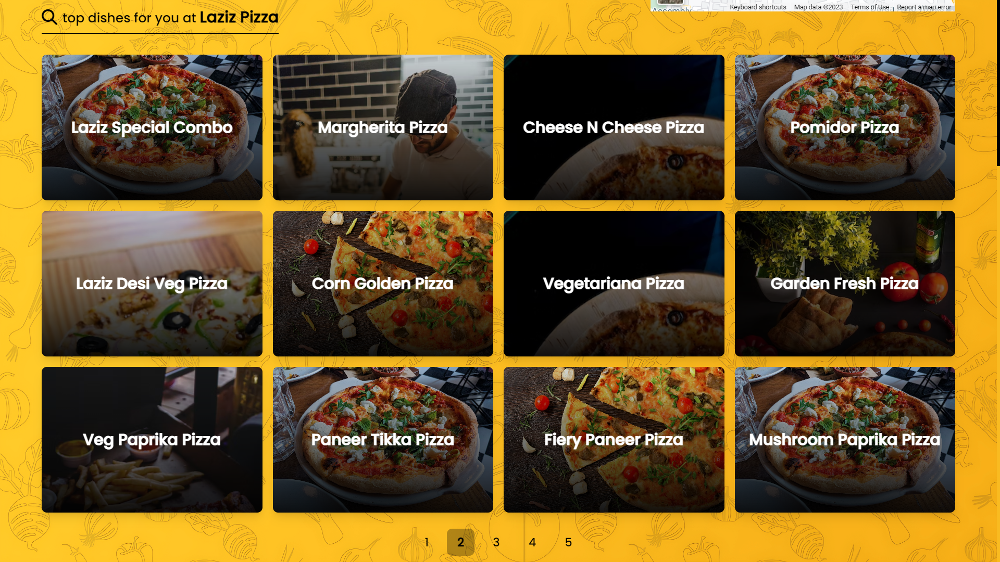 Assembly
Keyboard shortcuts Map data ©2023 Terms of Use Report a map error
top dishes for you at Laziz Pizza
Laziz Special Combo
Margherita Pizza
Cheese N Cheese Pizza
Pomidor Pizza
Laziz Desi Veg Pizza
Corn Golden Pizza
Vegetariana Pizza
Garden Fresh Pizza
Veg Paprika Pizza
Paneer Tikka Pizza
Fiery Paneer Pizza
Mushroom Paprika Pizza
1 2 3 4 5